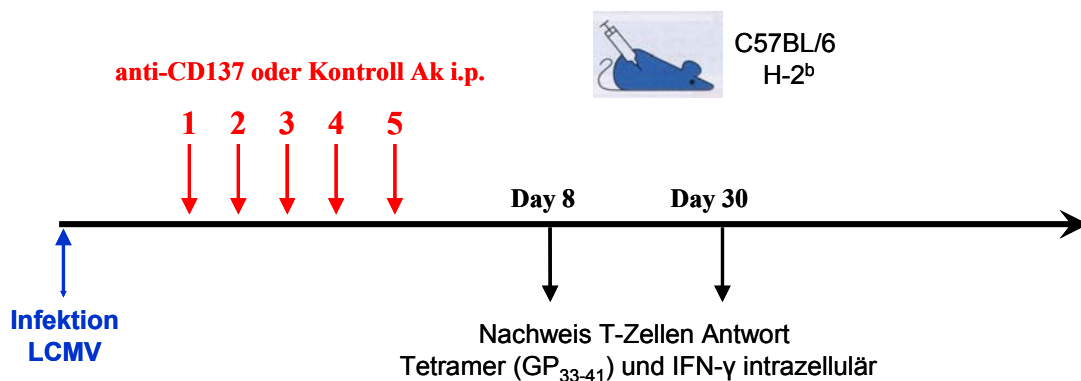 C57BL/6
H-2ᵇ
anti-CD137 oder Kontroll Ak i.p.
1 2 3 4 5
Day 8 Day 30
Infektion
LCMV
Nachweis T-Zellen Antwort
Tetramer (GP₃₃₋₄₁) und IFN-γ intrazellulär